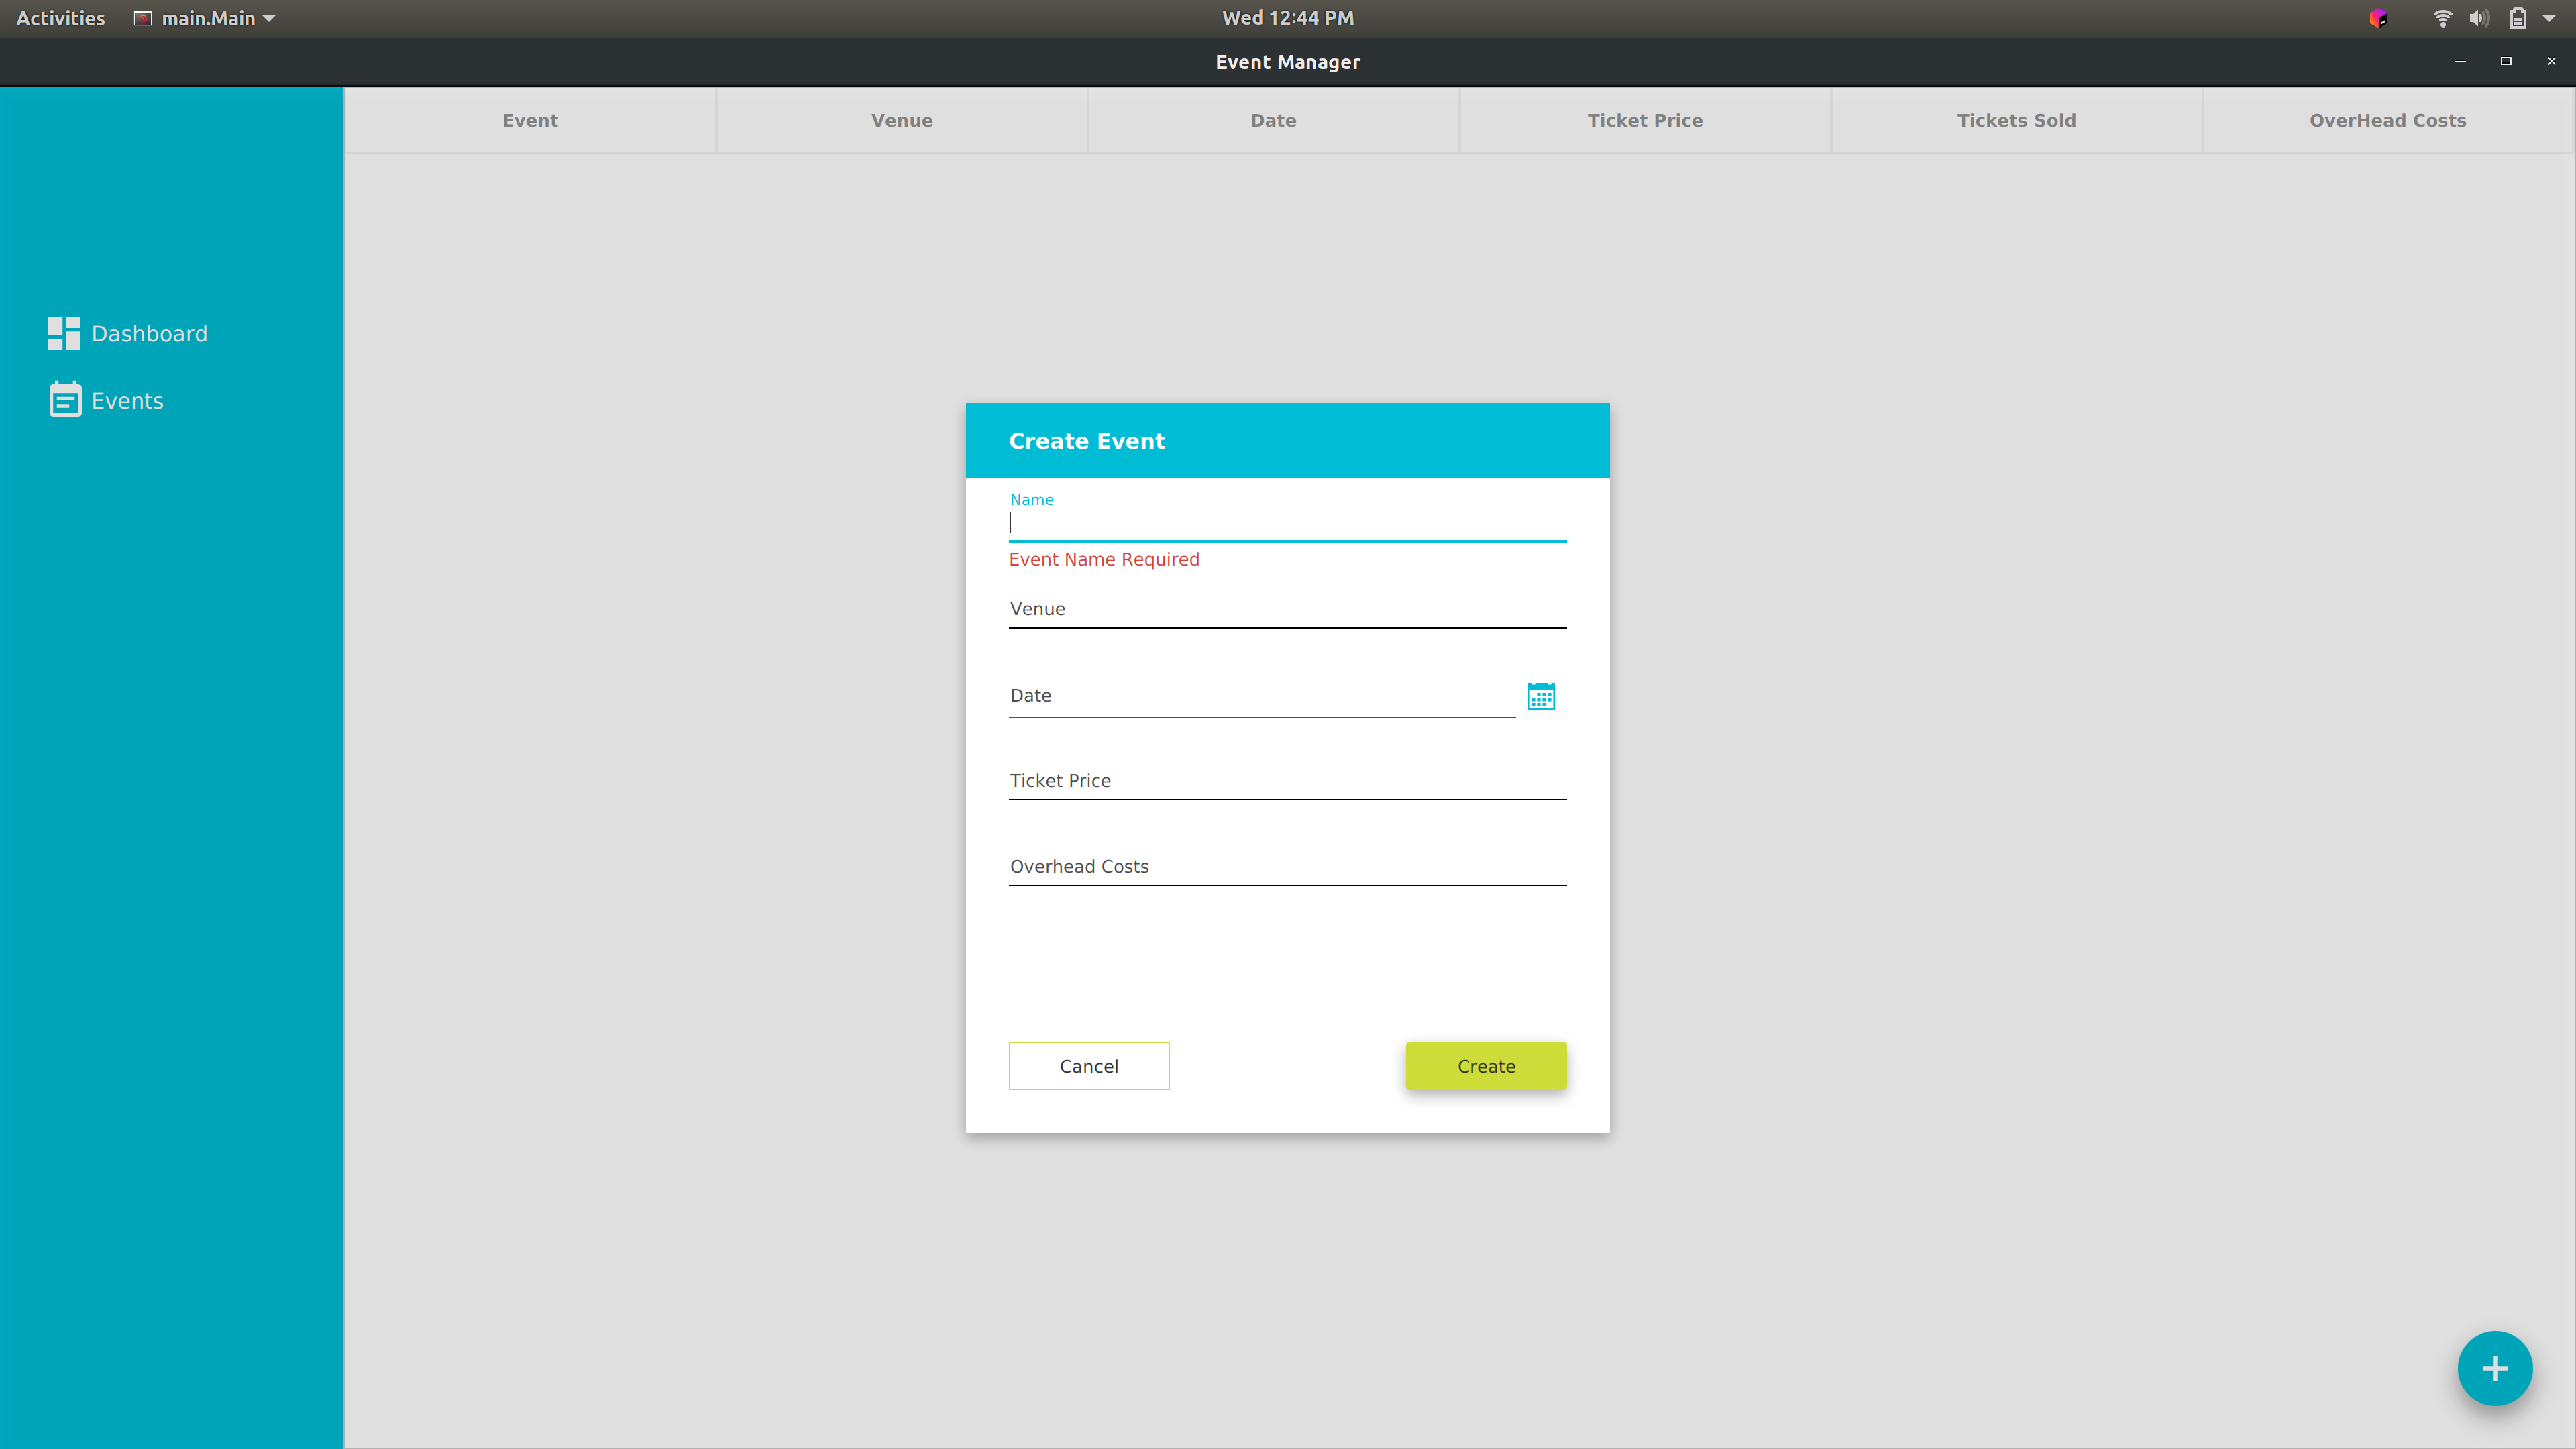 Activities main.Main Wed 12:44 PM
Event Manager
Event Venue Date Ticket Price Tickets Sold OverHead Costs
Dashboard
Events
Create Event
Name
Event Name Required
Venue
Date
Ticket Price
Overhead Costs
Cancel Create